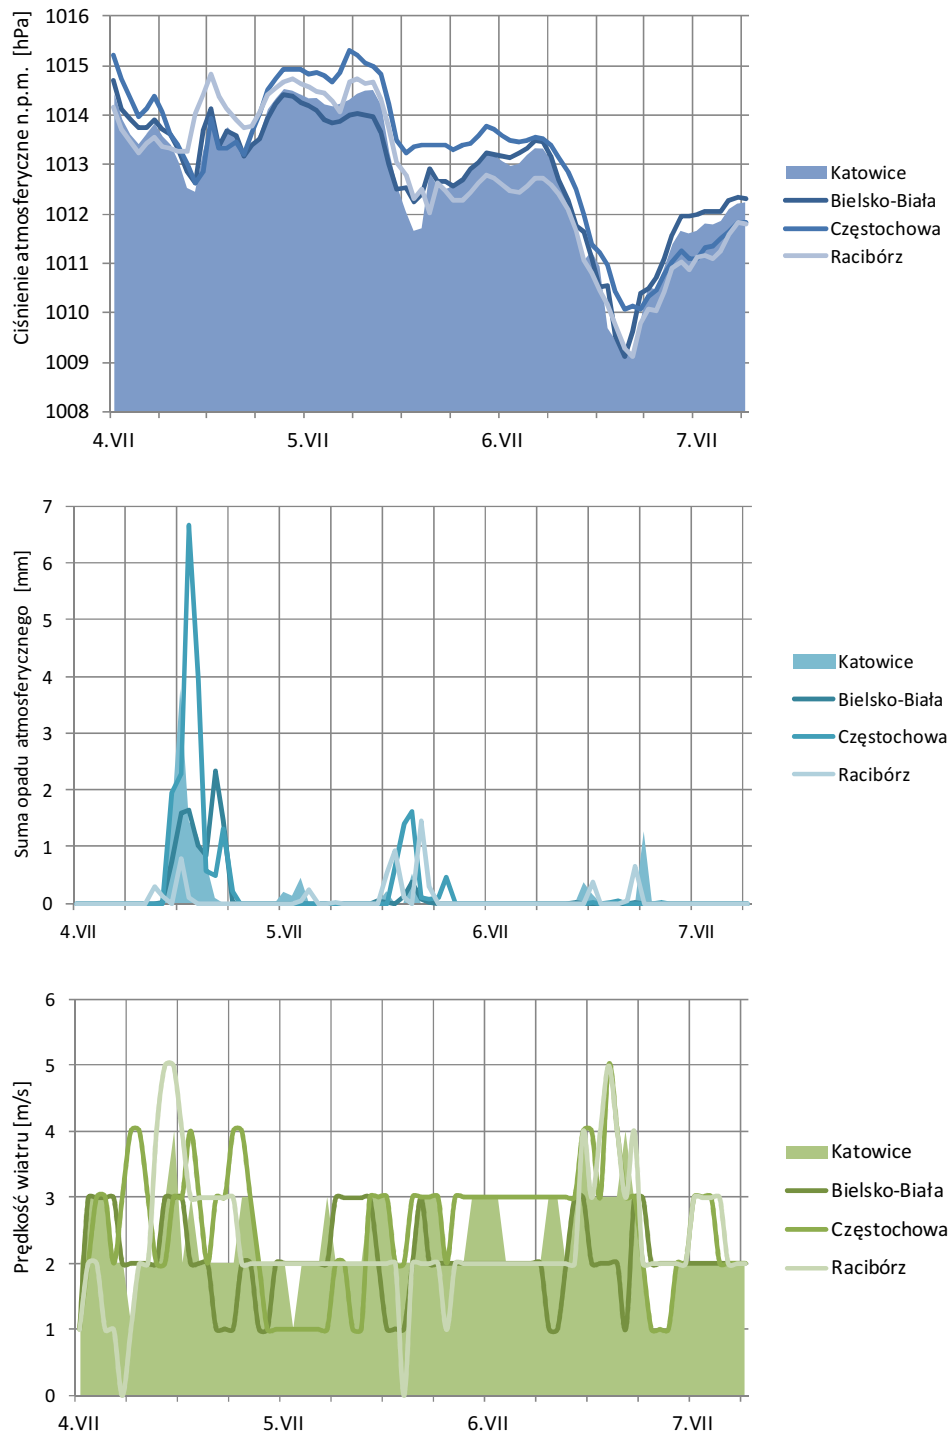 Ciśnienie atmosferyczne n.p.m. [hPa]
1016
1015
1014
1013
1012
1011
1010
1009
1008
4.VII 5.VII 6.VII 7.VII
Katowice
Bielsko-Biała
Częstochowa
Racibórz
Suma opadu atmosferycznego [mm]
7
6
5
4
3
2
1
0
4.VII 5.VII 6.VII 7.VII
Katowice
Bielsko-Biała
Częstochowa
Racibórz
Prędkość wiatru [m/s]
6
5
4
3
2
1
0
4.VII 5.VII 6.VII 7.VII
Katowice
Bielsko-Biała
Częstochowa
Racibórz